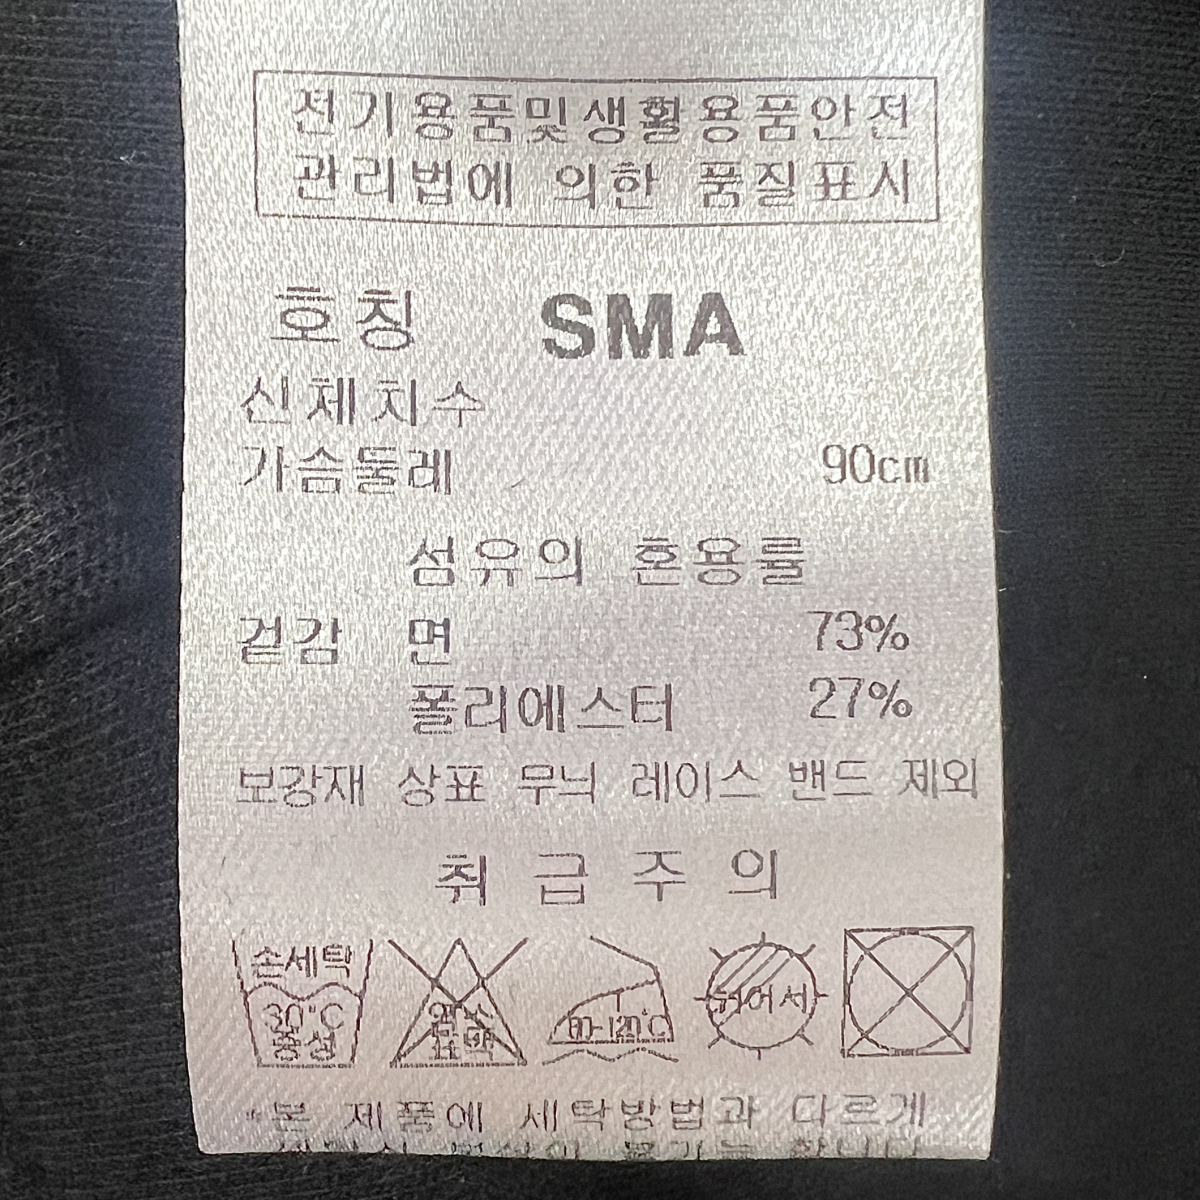 전기용품및생활용품안전
관리법에 의한 품질표시
호칭 SMA
신체치수
가슴둘레 90cm
섬유의 혼용률
겉감 면 73%
폴리에스터 27%
보강재 상표 무늬 레이스 밴드 제외
취급주의
손세탁
30°C
중성
염소
표백
80-120°C
뉘어서
*본 제품에 세탁방법과 다르게